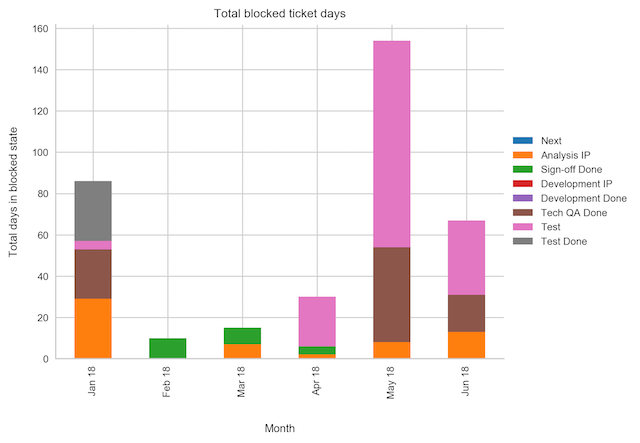 Total blocked ticket days
Total days in blocked state
160
140
120
100
80
60
40
20
0
Jan 18
Feb 18
Mar 18
Apr 18
May 18
Jun 18
Month
Next
Analysis IP
Sign-off Done
Development IP
Development Done
Tech QA Done
Test
Test Done